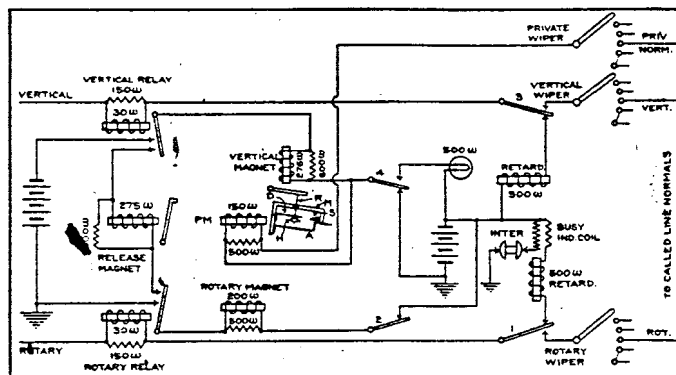 PRIVATE
WIPER
PRIV
NORM.
VERTICAL RELAY
150 W
30 W
VERTICAL
VERTICAL
WIPER
VERT.
3
VERTICAL
MAGNET
276 W
600 W
4
500 W
RETARD.
500 W
275 W
RELEASE
MAGNET
PM
150 W
500 W
D
R
M
S
H
A
INTER
BUSY
IND. COIL
500 W
RETARD.
ROTARY MAGNET
200 W
500 W
2
1
TO CALLED LINE NORMALS
30 W
ROTARY
150 W
ROTARY RELAY
ROTARY
WIPER
ROT.